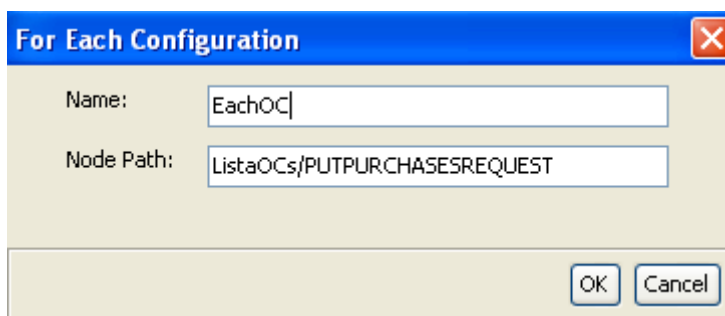 For Each Configuration
Name: EachOC
Node Path: ListaOCs/PUTPURCHASESREQUEST
OK Cancel